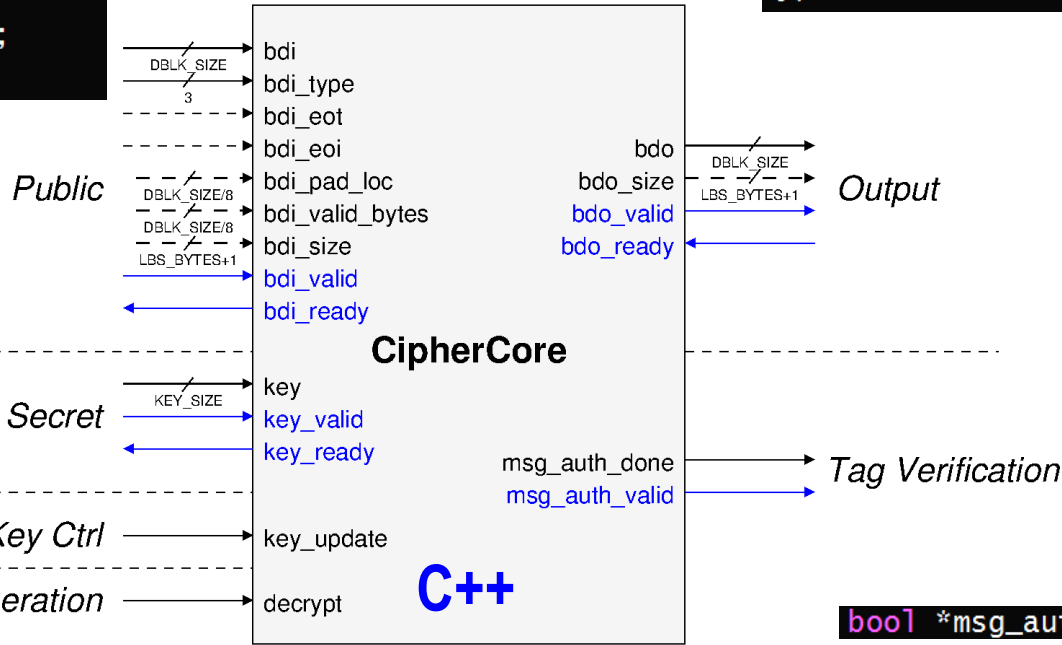 ;
bdi
DBLK_SIZE
bdi_type
3
bdi_eot
bdi_eoi
bdo
DBLK_SIZE
Public
bdi_pad_loc
DBLK_SIZE/8
bdo_size
LBS_BYTES+1
Output
bdi_valid_bytes
DBLK_SIZE/8
bdo_valid
bdi_size
LBS_BYTES+1
bdo_ready
bdi_valid
bdi_ready
CipherCore
key
KEY_SIZE
Secret
key_valid
key_ready
msg_auth_done
Tag Verification
msg_auth_valid
Key Ctrl
key_update
eration
decrypt
C++
bool *msg_au